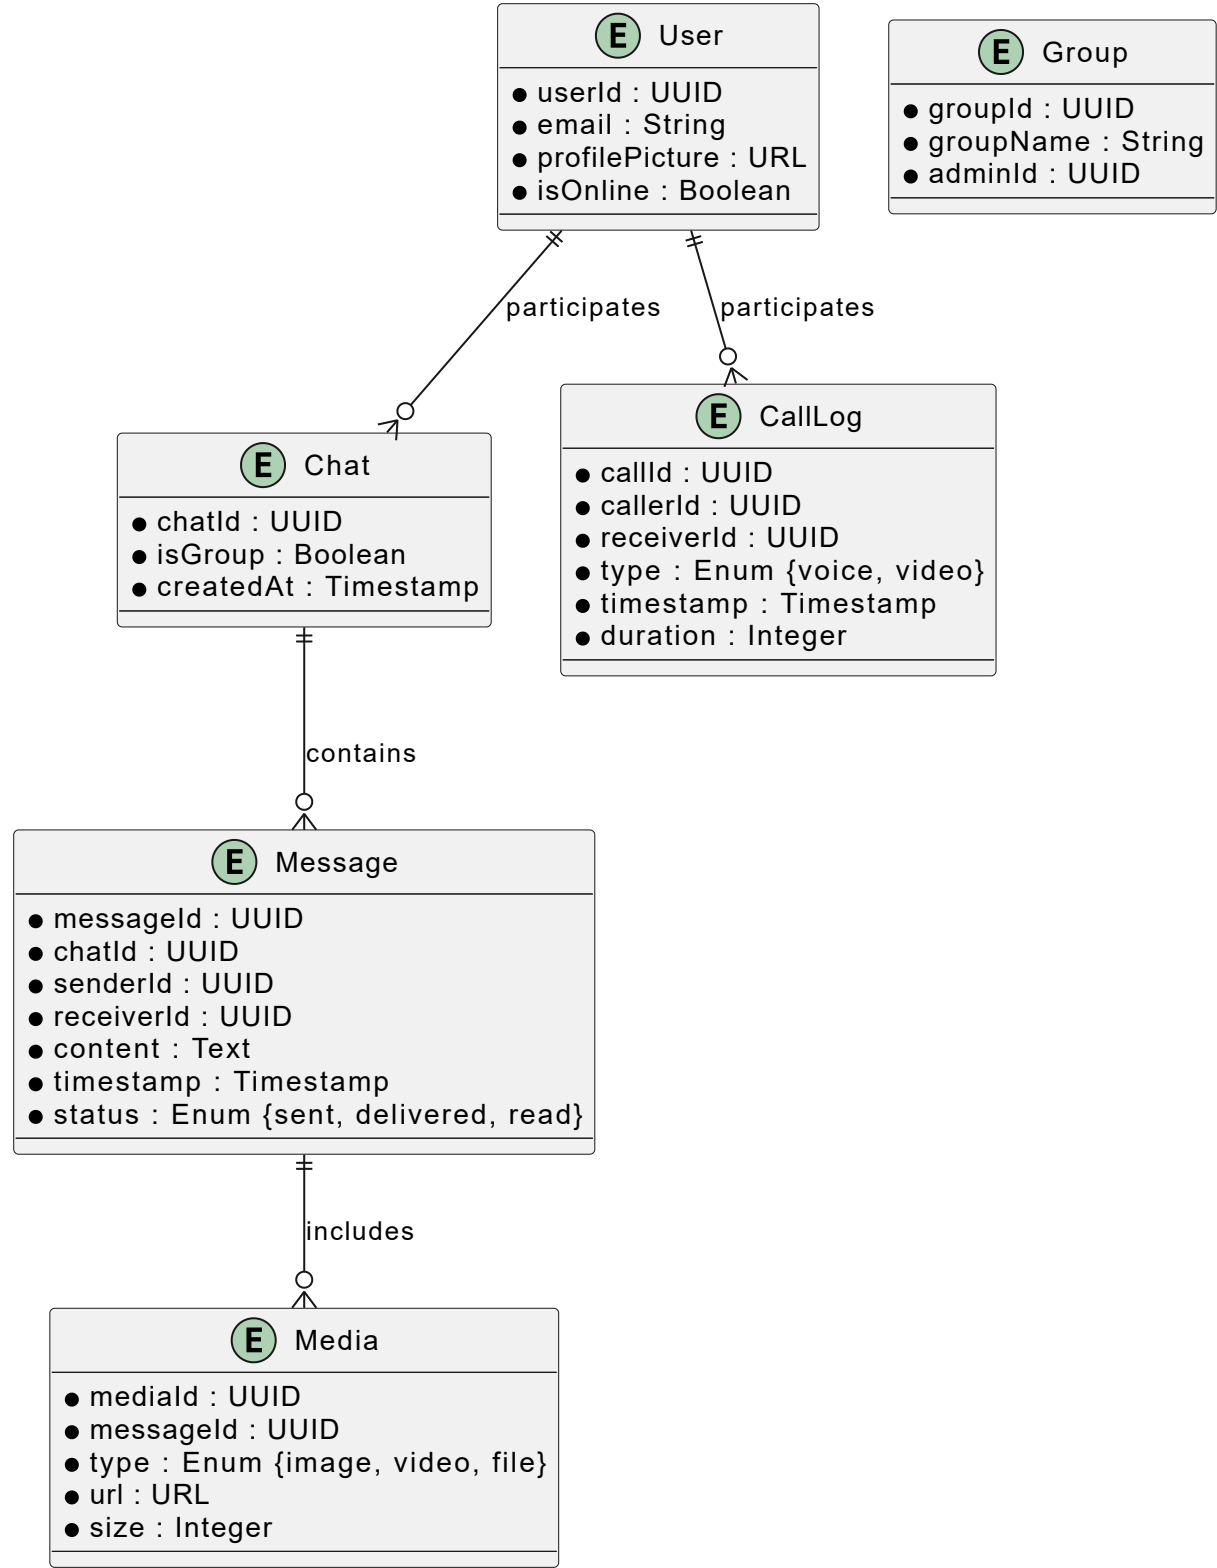 E User
userId : UUID
email : String
profilePicture : URL
isOnline : Boolean
E Group
groupId : UUID
groupName : String
adminId : UUID
participates
participates
E Chat
chatId : UUID
isGroup : Boolean
createdAt : Timestamp
E CallLog
callId : UUID
callerId : UUID
receiverId : UUID
type : Enum {voice, video}
timestamp : Timestamp
duration : Integer
contains
E Message
messageId : UUID
chatId : UUID
senderId : UUID
receiverId : UUID
content : Text
timestamp : Timestamp
status : Enum {sent, delivered, read}
includes
E Media
mediaId : UUID
messageId : UUID
type : Enum {image, video, file}
url : URL
size : Integer